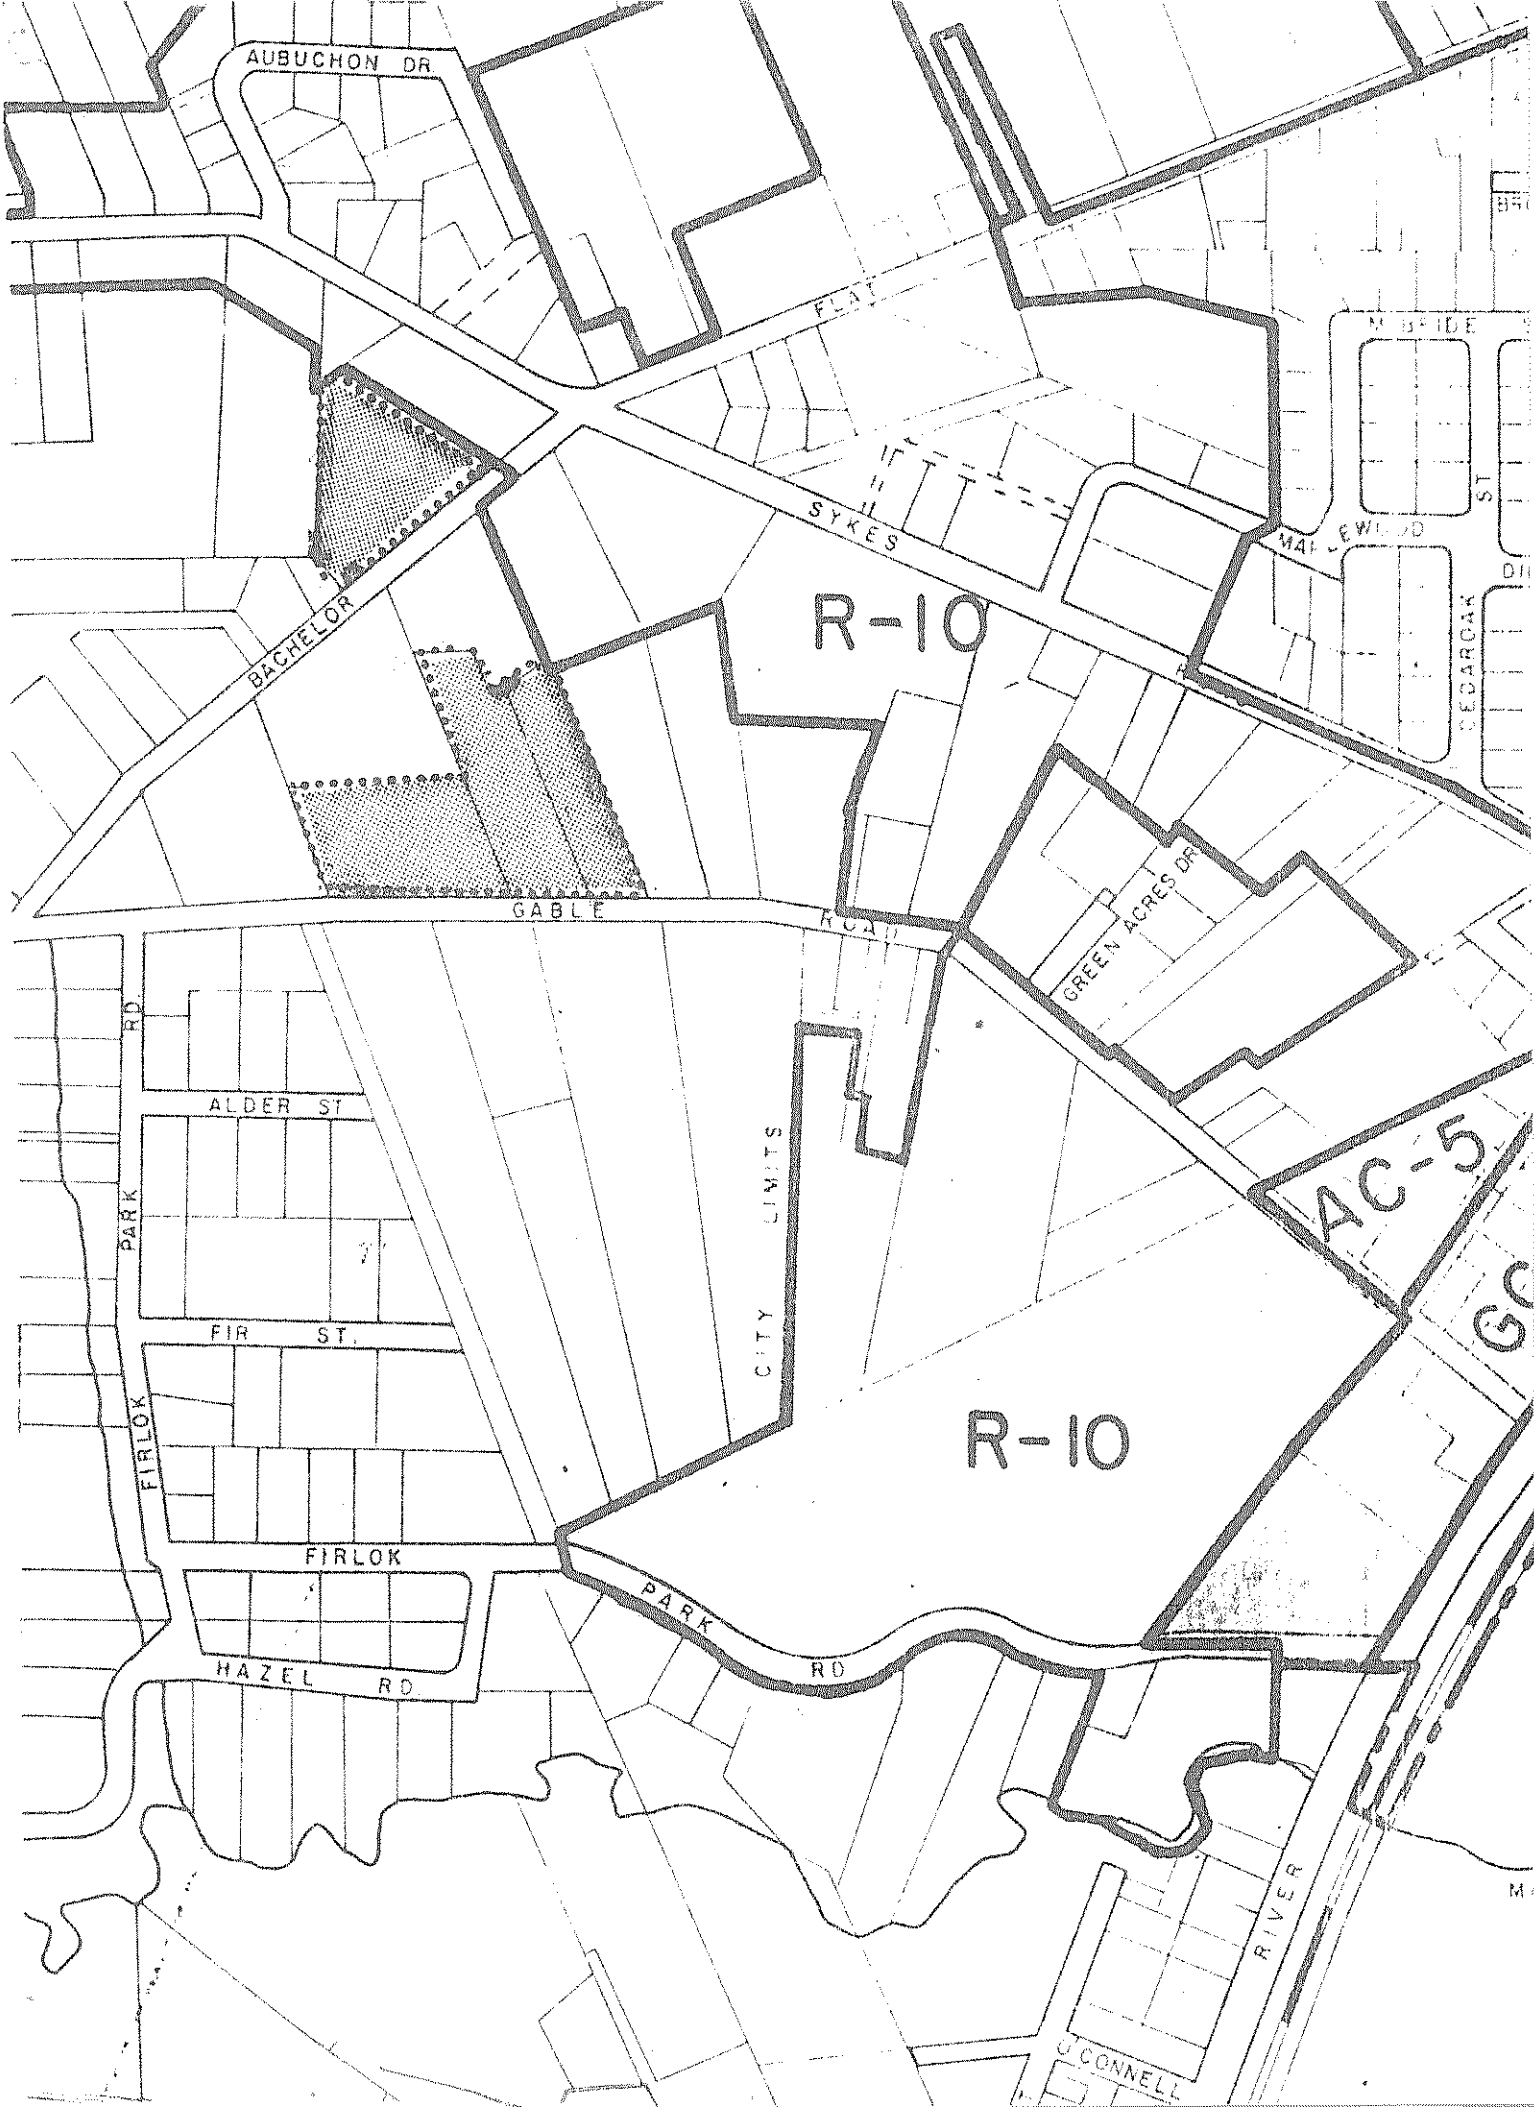 AUBUCHON DR.
FLAT
ST
SYKES
R-10
BACHELOR
CEDAROAK
GREEN ACRES DR
GABLE
ROAD
RD
ALDER ST
LIMITS
AC-5
PARK
CITY
FIR ST.
FIRLOK
R-10
FIRLOK
PARK
RD
HAZEL RD
RIVER
O'CONNELL